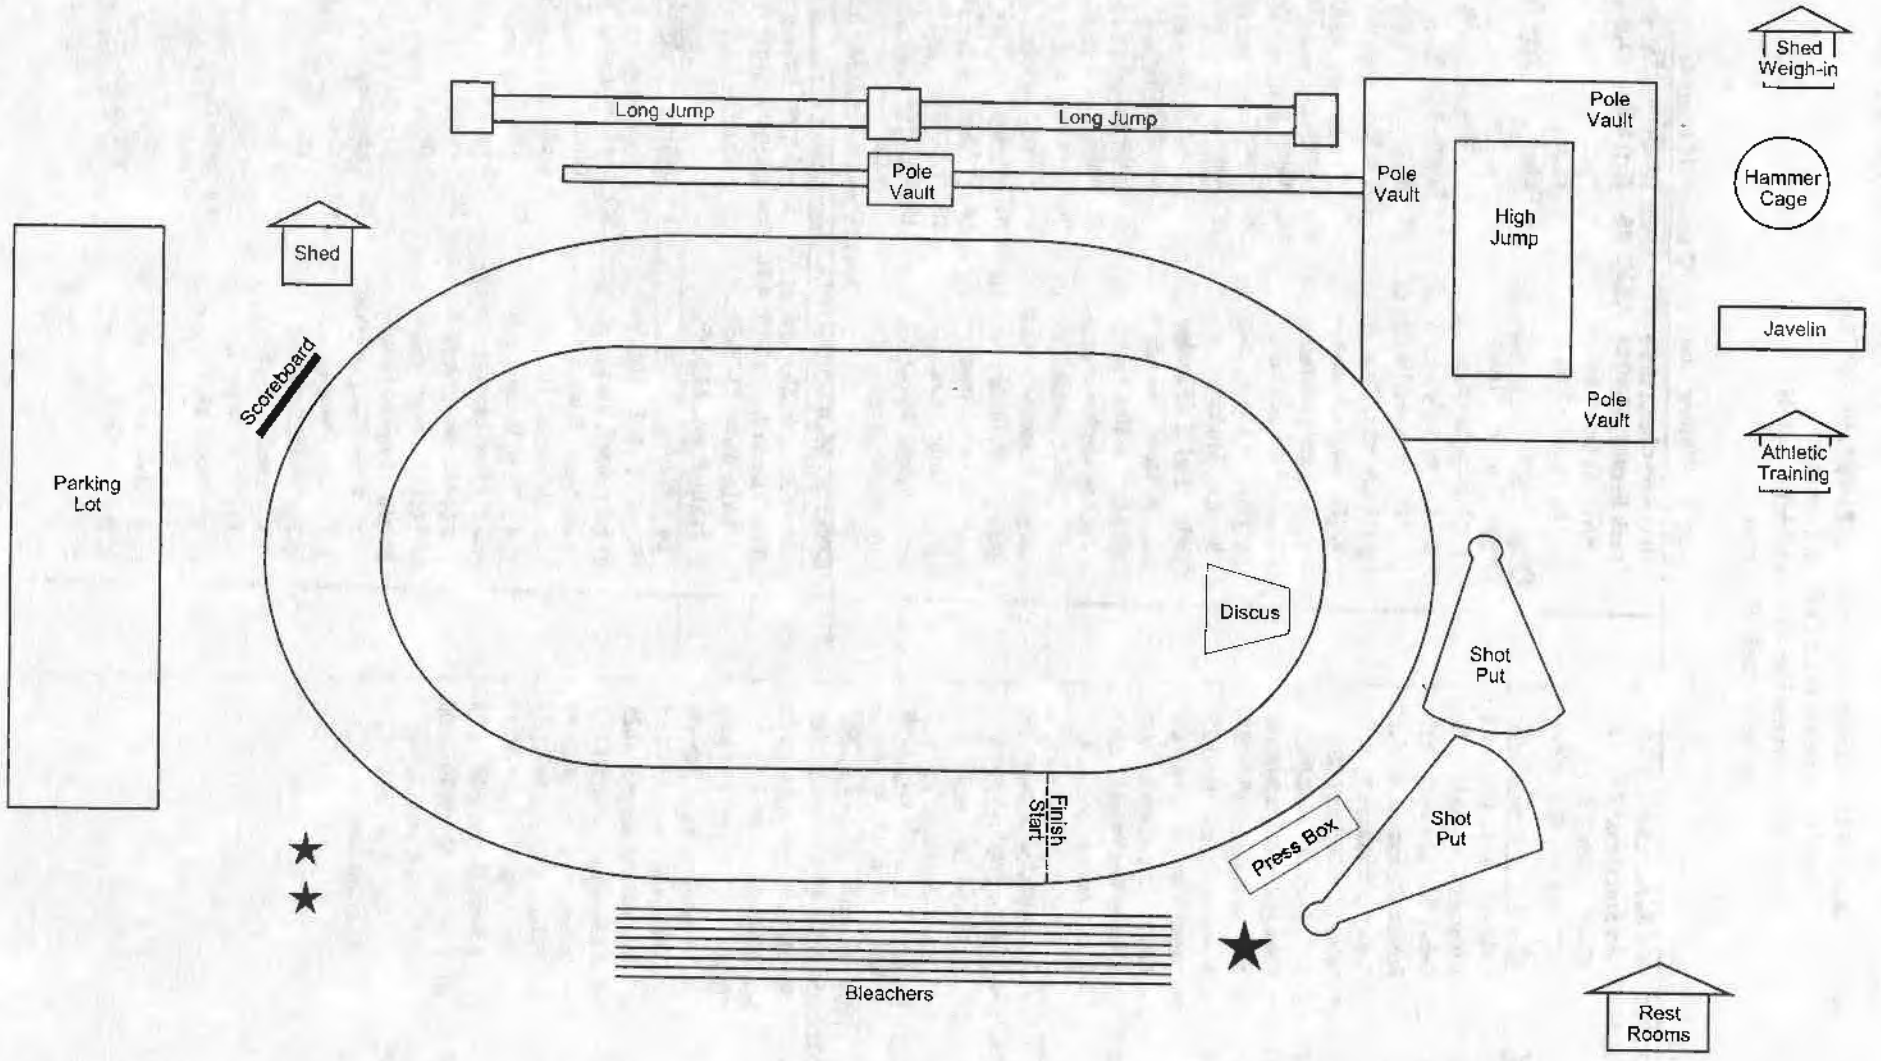 Shed
Weigh-in
Long Jump
Long Jump
Pole
Vault
Pole
Vault
Pole
Vault
High
Jump
Hammer
Cage
Shed
Javelin
Scoreboard
Pole
Vault
Athletic
Training
Parking
Lot
Discus
Shot
Put
Finish
Start
Press Box
Shot
Put
Bleachers
Rest
Rooms